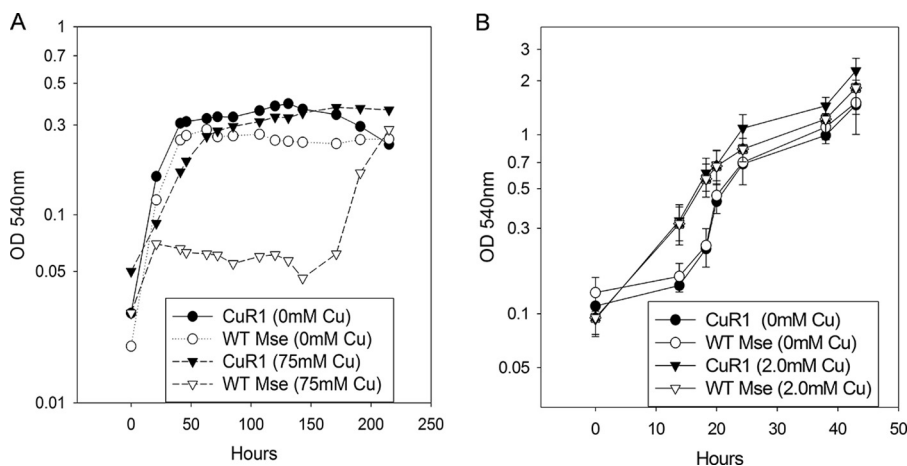 A
1
0.7
0.5
0.3
0.1
0.05
0.01
OD 540nm
CuR1 (0mM Cu)
WT Mse (0mM Cu)
CuR1 (75mM Cu)
WT Mse (75mM Cu)
0 50 100 150 200 250
Hours
B
3
2
1
0.7
0.5
0.3
0.1
0.05
OD 540nm
CuR1 (0mM Cu)
WT Mse (0mM Cu)
CuR1 (2.0mM Cu)
WT Mse (2.0mM Cu)
0 10 20 30 40 50
Hours